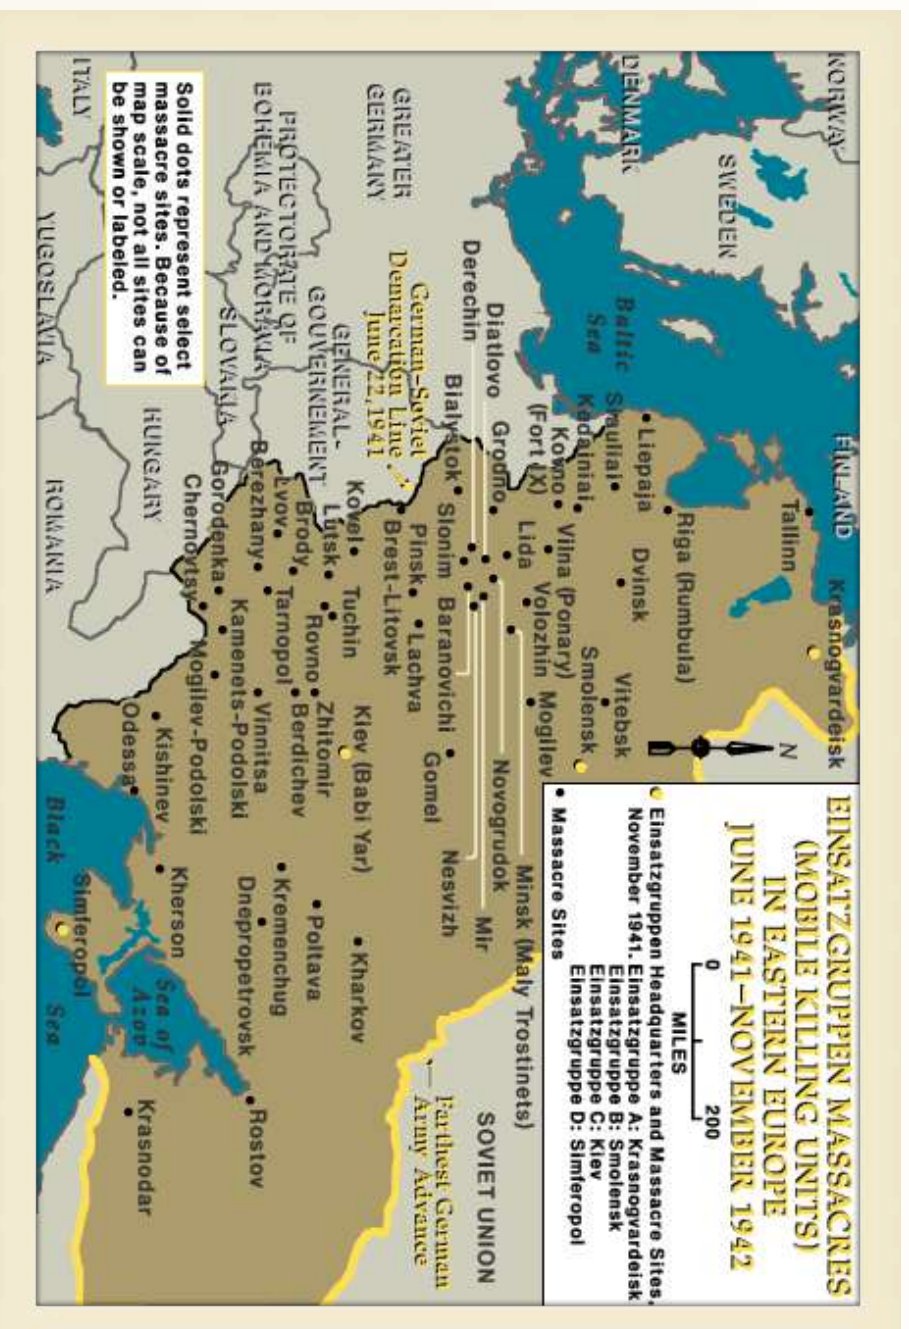 EINSATZGRUPPEN MASSACRES
(MOBILE KILLING UNITS)
IN EASTERN EUROPE
JUNE 1941–NOVEMBER 1942
0 200
MILES
Einsatzgruppen Headquarters and Massacre Sites,
November 1941. Einsatzgruppe A: Krasnogvardeisk
Einsatzgruppe B: Smolensk
Einsatzgruppe C: Kiev
Einsatzgruppe D: Simferopol
Massacre Sites
NORWAY
SWEDEN
DENMARK
FINLAND
Baltic
Sea
Tallinn
Krasnogvardeisk
N
Riga (Rumbula)
Liepaja
Siauliai
Dvinsk
Vitebsk
Kedainiai
Smolensk
Kowno
(Fort IX)
Vilna (Ponary)
Mogilev
Volozhin
Lida
Minsk (Maly Trostinets)
Grodno
Diatlovo
Novogrudok
Derechin
Mir
Bialystok
Slonim
Baranovichi
Nesvizh
Gomel
GREATER
GERMANY
German-Soviet
Demarcation Line,
June 22, 1941
Pinsk
Lachva
Brest-Litovsk
SOVIET UNION
Farthest German
Army Advance
GENERAL-
GOUVERNEMENT
Kovel
Lutsk
Tuchin
Kiev (Babi Yar)
Kharkov
Rovno
Zhitomir
Poltava
Brody
Berdichev
Lvov
Tarnopol
Kremenchug
Berezhany
Vinnitsa
Dnepropetrovsk
Rostov
PROTECTORATE OF
BOHEMIA AND MORAVIA
SLOVAKIA
Gorodenka
Kamenets-Podolski
Chernovtsy
Mogilev-Podolski
Kishinev
Kherson
Sea of
Azov
Odessa
Krasnodar
HUNGARY
Simferopol
Black
Sea
ROMANIA
YUGOSLAVIA
ITALY
Solid dots represent select
massacre sites. Because of
map scale, not all sites can
be shown or labeled.